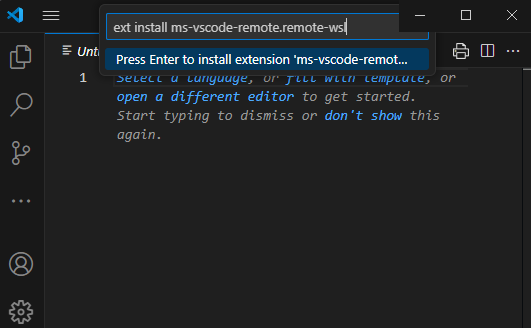 ext install ms-vscode-remote.remote-wsl
Press Enter to install extension 'ms-vscode-remot...
1
Select a language, or fill with template, or
open a different editor to get started.
Start typing to dismiss or don't show this
again.